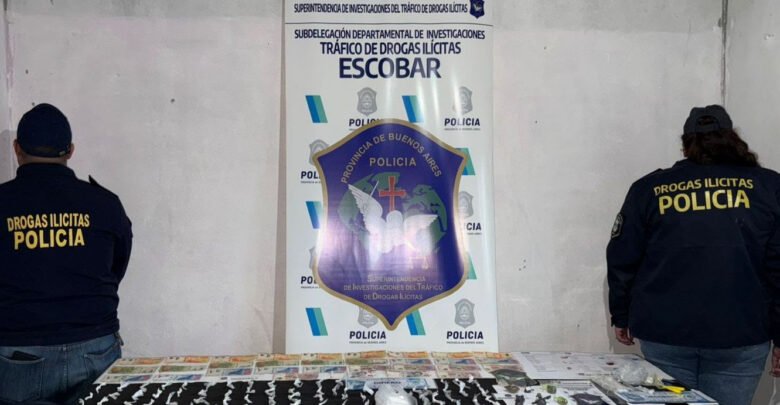 SUPERINTENDENCIA DE INVESTIGACIONES DEL TRÁFICO DE DROGAS ILÍCITAS
SUBDELEGACIÓN DEPARTAMENTAL DE INVESTIGACIONES
TRÁFICO DE DROGAS ILÍCITAS
ESCOBAR
POLICIA
POLICIA
PROVINCIA DE BUENOS AIRES
POLICIA
SUPERINTENDENCIA
DE INVESTIGACIONES DEL TRÁFICO
DE DROGAS ILÍCITAS
POLICIA
POLICIA
DROGAS ILICITAS
POLICIA
DROGAS ILICITAS
POLICIA